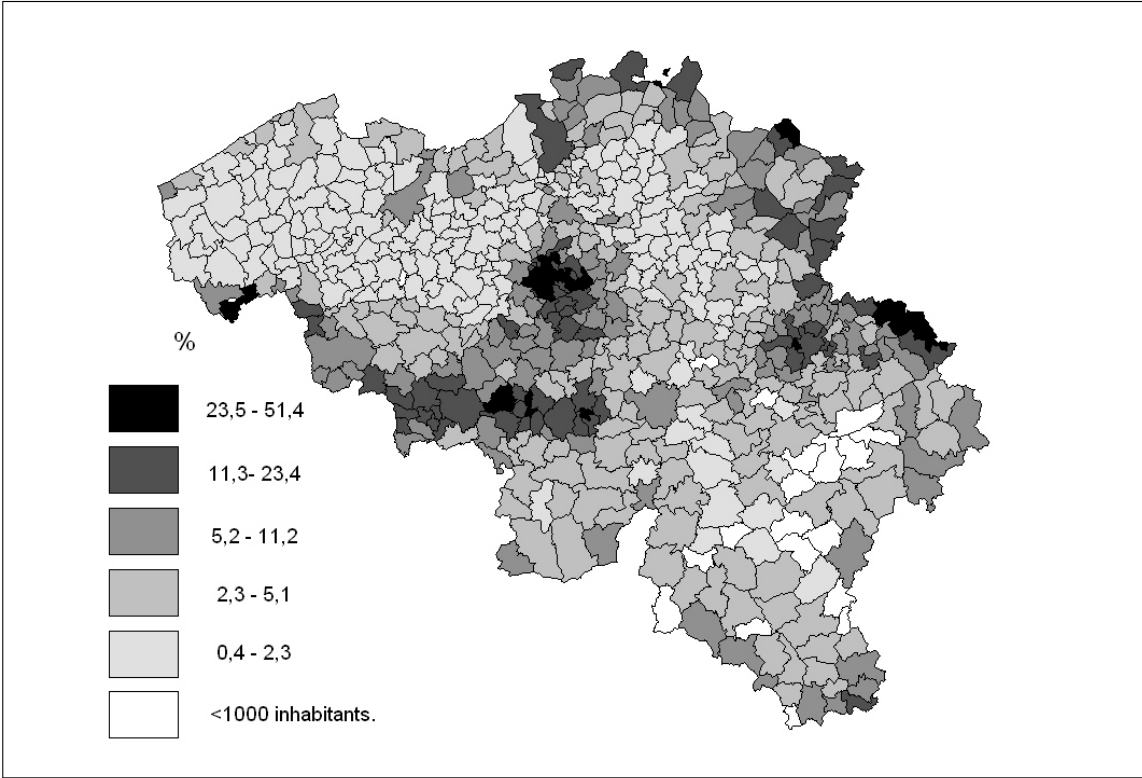 %
23,5 - 51,4
11,3- 23,4
5,2 - 11,2
2,3 - 5,1
0,4 - 2,3
<1000 inhabitants.